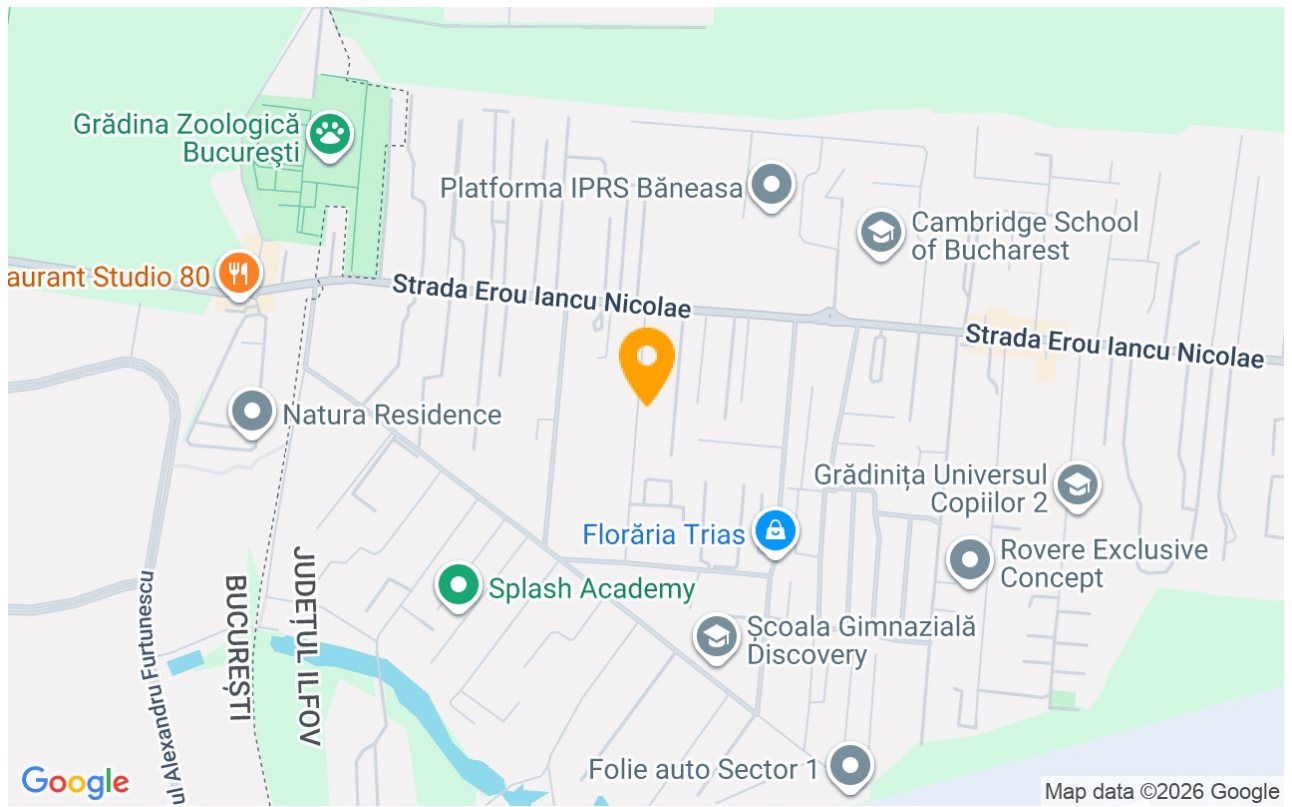 Grădina Zoologică
București
Platforma IPRS Băneasa
Cambridge School
of Bucharest
aurant Studio 80
Strada Erou Iancu Nicolae
Strada Erou Iancu Nicolae
Natura Residence
Grădinița Universul
Copiilor 2
Florăria Trias
Rovere Exclusive
Concept
Splash Academy
JUDEȚUL ILFOV
BUCUREȘTI
Școala Gimnazială
Discovery
ul Alexandru Furtunescu
Folie auto Sector 1
Google
Map data ©2026 Google